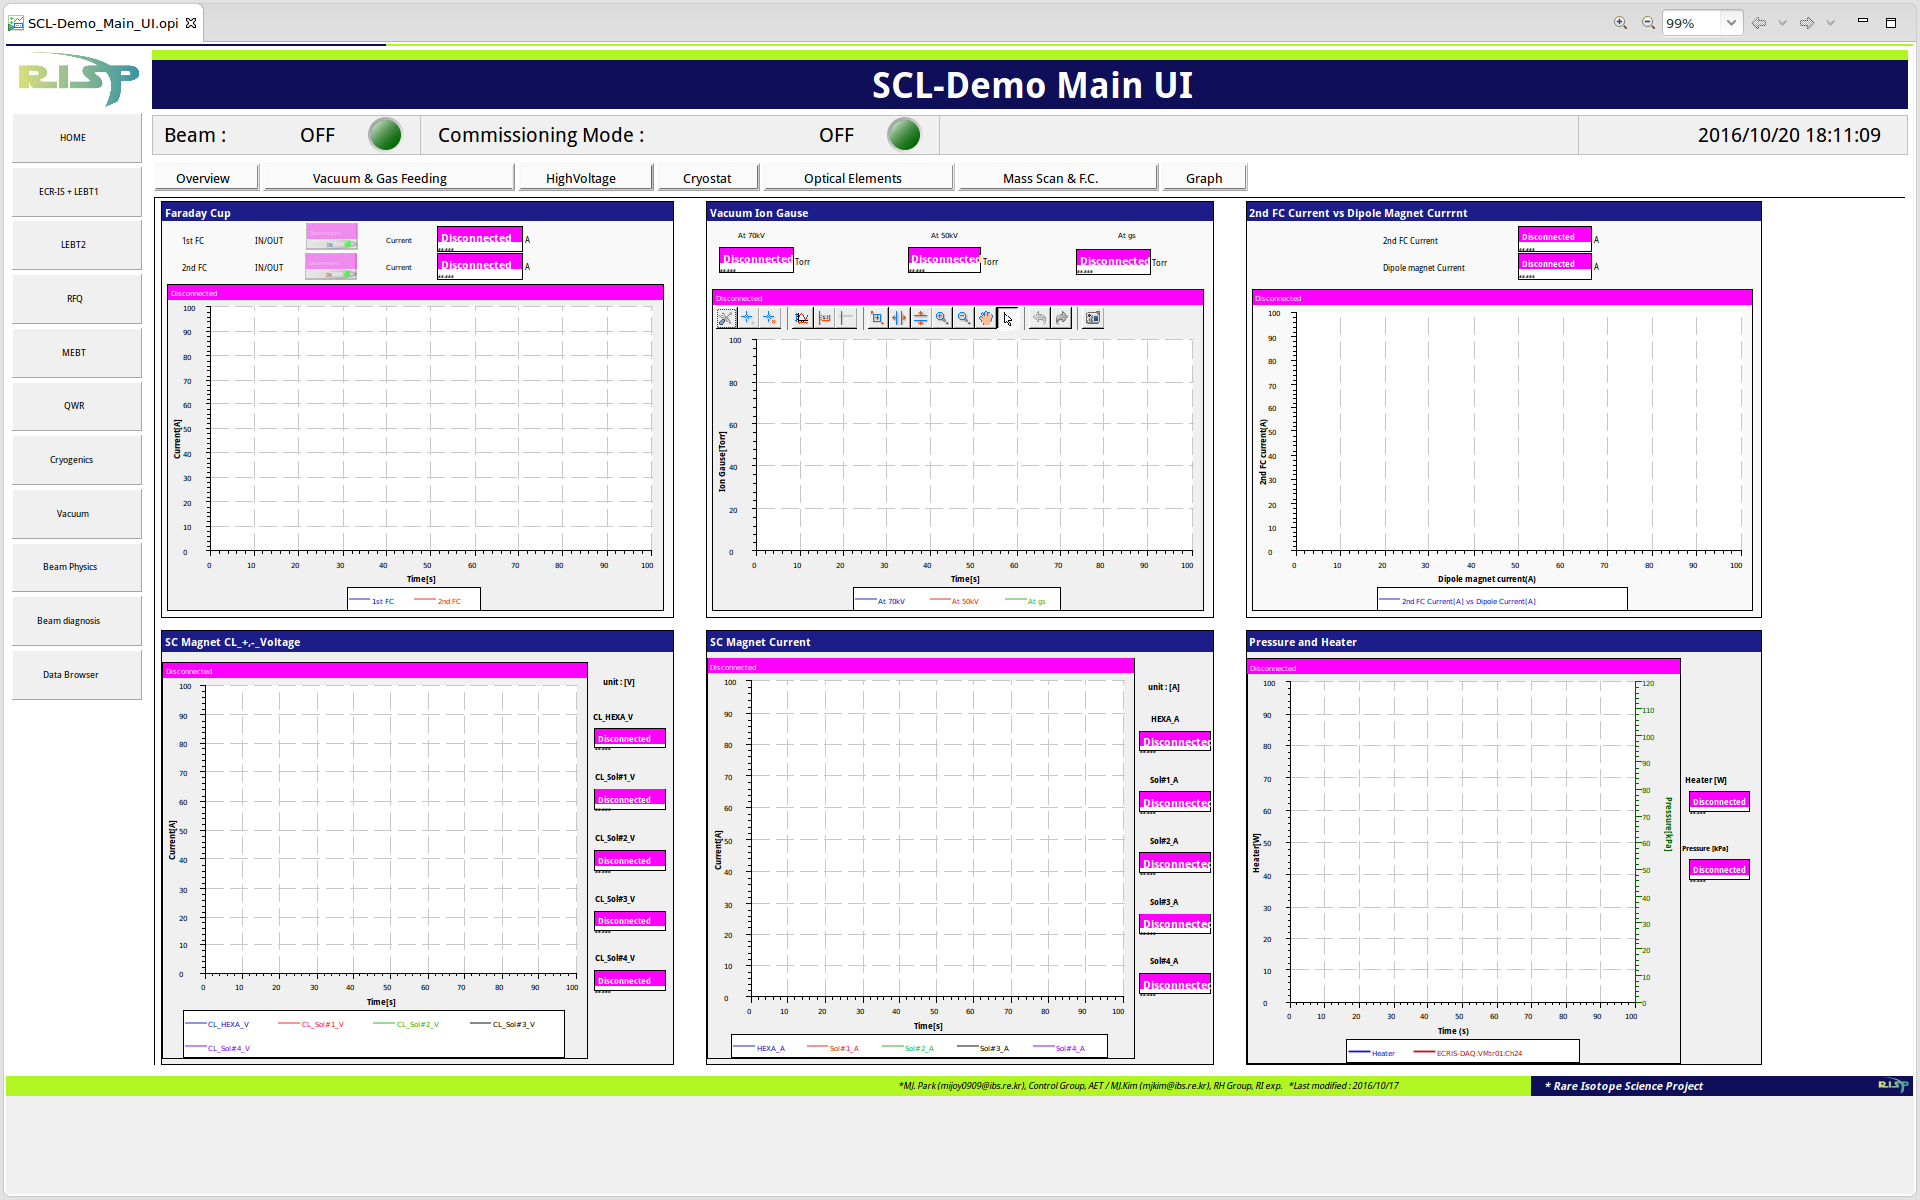 SCL-Demo_Main_UI.opi
99%
RISP
SCL-Demo Main UI
Beam : OFF Commissioning Mode : OFF 2016/10/20 18:11:09
HOME
ECR-IS + LEBT1
LEBT2
RFQ
MEBT
QWR
Cryogenics
Vacuum
Beam Physics
Beam diagnosis
Data Browser
Overview Vacuum & Gas Feeding HighVoltage Cryostat Optical Elements Mass Scan & F.C. Graph
Faraday Cup
1st FC IN/OUT IN Current Disconnected A
2nd FC IN/OUT IN Current Disconnected A
Disconnected
100
90
80
70
60
50
40
30
20
10
0
Current[A]
0 10 20 30 40 50 60 70 80 90 100
Time[s]
1st FC 2nd FC
Vacuum Ion Gauge
At 70kV At 50kV At gs
Disconnected Torr Disconnected Torr Disconnected Torr
Disconnected
100
80
60
40
20
0
Ion Gauge[Torr]
0 10 20 30 40 50 60 70 80 90 100
Time[s]
At 70kV At 50kV At gs
2nd FC Current vs Dipole Magnet Currrnt
2nd FC Current Disconnected A
Dipole magnet Current Disconnected A
Disconnected
100
90
80
70
60
50
40
30
20
10
0
2nd FC current(A)
0 10 20 30 40 50 60 70 80 90 100
Dipole magnet current(A)
2nd FC Current[A] vs Dipole Current[A]
SC Magnet CL_+,-_Voltage
Disconnected
100
90
80
70
60
50
40
30
20
10
0
Current[A]
0 10 20 30 40 50 60 70 80 90 100
Time[s]
CL_HEXA_V CL_Sol#1_V CL_Sol#2_V CL_Sol#3_V
CL_Sol#4_V
unit : [V]
CL_HEXA_V
Disconnected
CL_Sol#1_V
Disconnected
CL_Sol#2_V
Disconnected
CL_Sol#3_V
Disconnected
CL_Sol#4_V
Disconnected
SC Magnet Current
Disconnected
100
90
80
70
60
50
40
30
20
10
0
Current[A]
0 10 20 30 40 50 60 70 80 90 100
Time[s]
HEXA_A Sol#1_A Sol#2_A Sol#3_A Sol#4_A
unit : [A]
HEXA_A
Disconnected
Sol#1_A
Disconnected
Sol#2_A
Disconnected
Sol#3_A
Disconnected
Sol#4_A
Disconnected
Pressure and Heater
Disconnected
100
90
80
70
60
50
40
30
20
10
0
Heater[W]
120
110
100
90
80
70
60
50
40
30
20
10
0
Pressure[kPa]
0 10 20 30 40 50 60 70 80 90 100
Time (s)
Heater ECRIS-DAQ:VMtr01:Ch24
Heater [W]
Disconnected
Pressure [kPa]
Disconnected
*MJ. Park (mijoy0909@ibs.re.kr), Control Group, AET / MJ.Kim (mjkim@ibs.re.kr), RH Group, RI exp. *Last modified : 2016/10/17
* Rare Isotope Science Project RISP